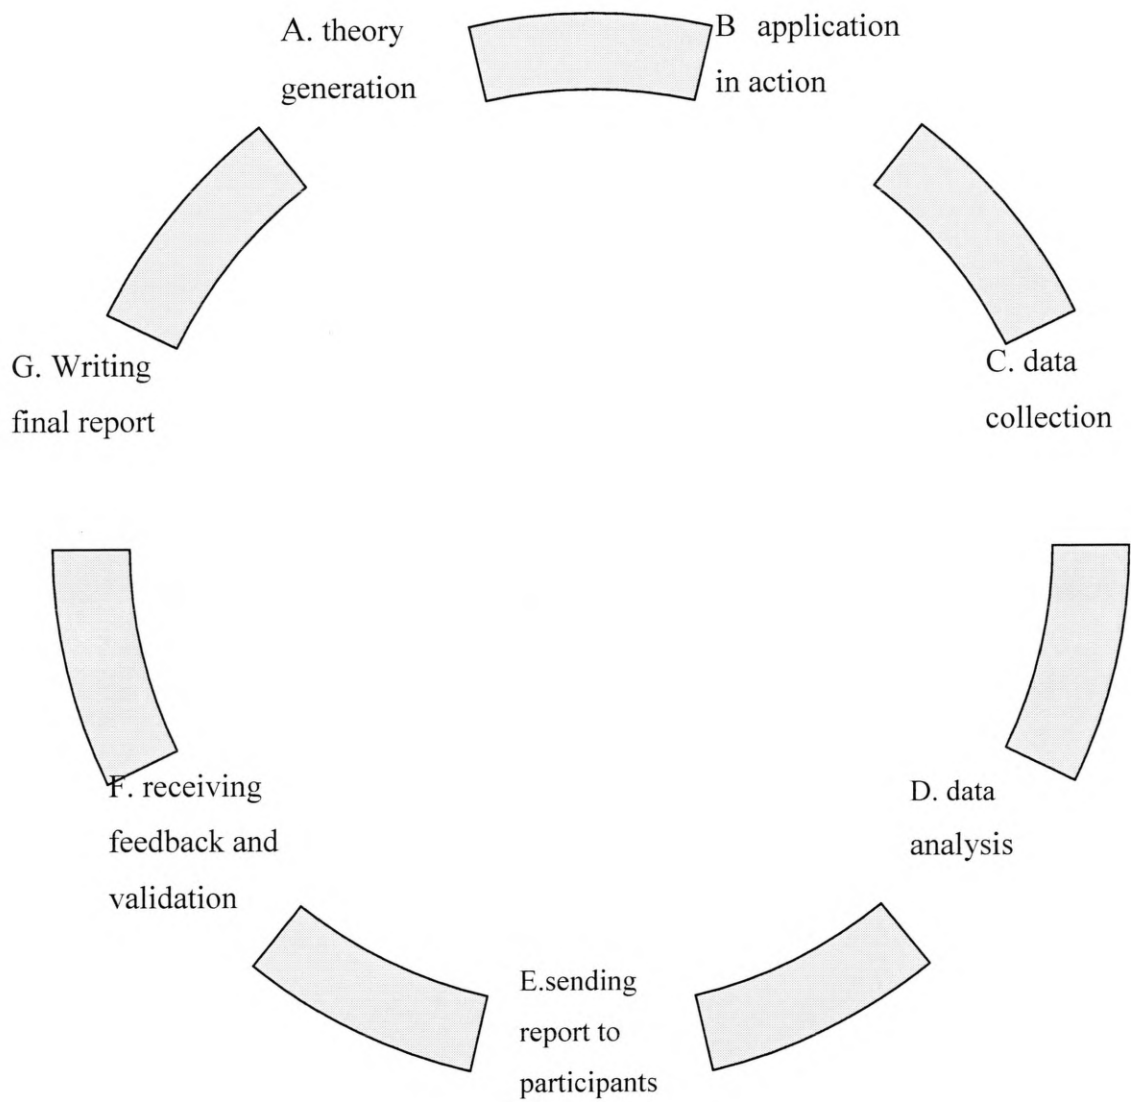 A. theory
generation
B application
in action
C. data
collection
D. data
analysis
E.sending
report to
participants
F. receiving
feedback and
validation
G. Writing
final report